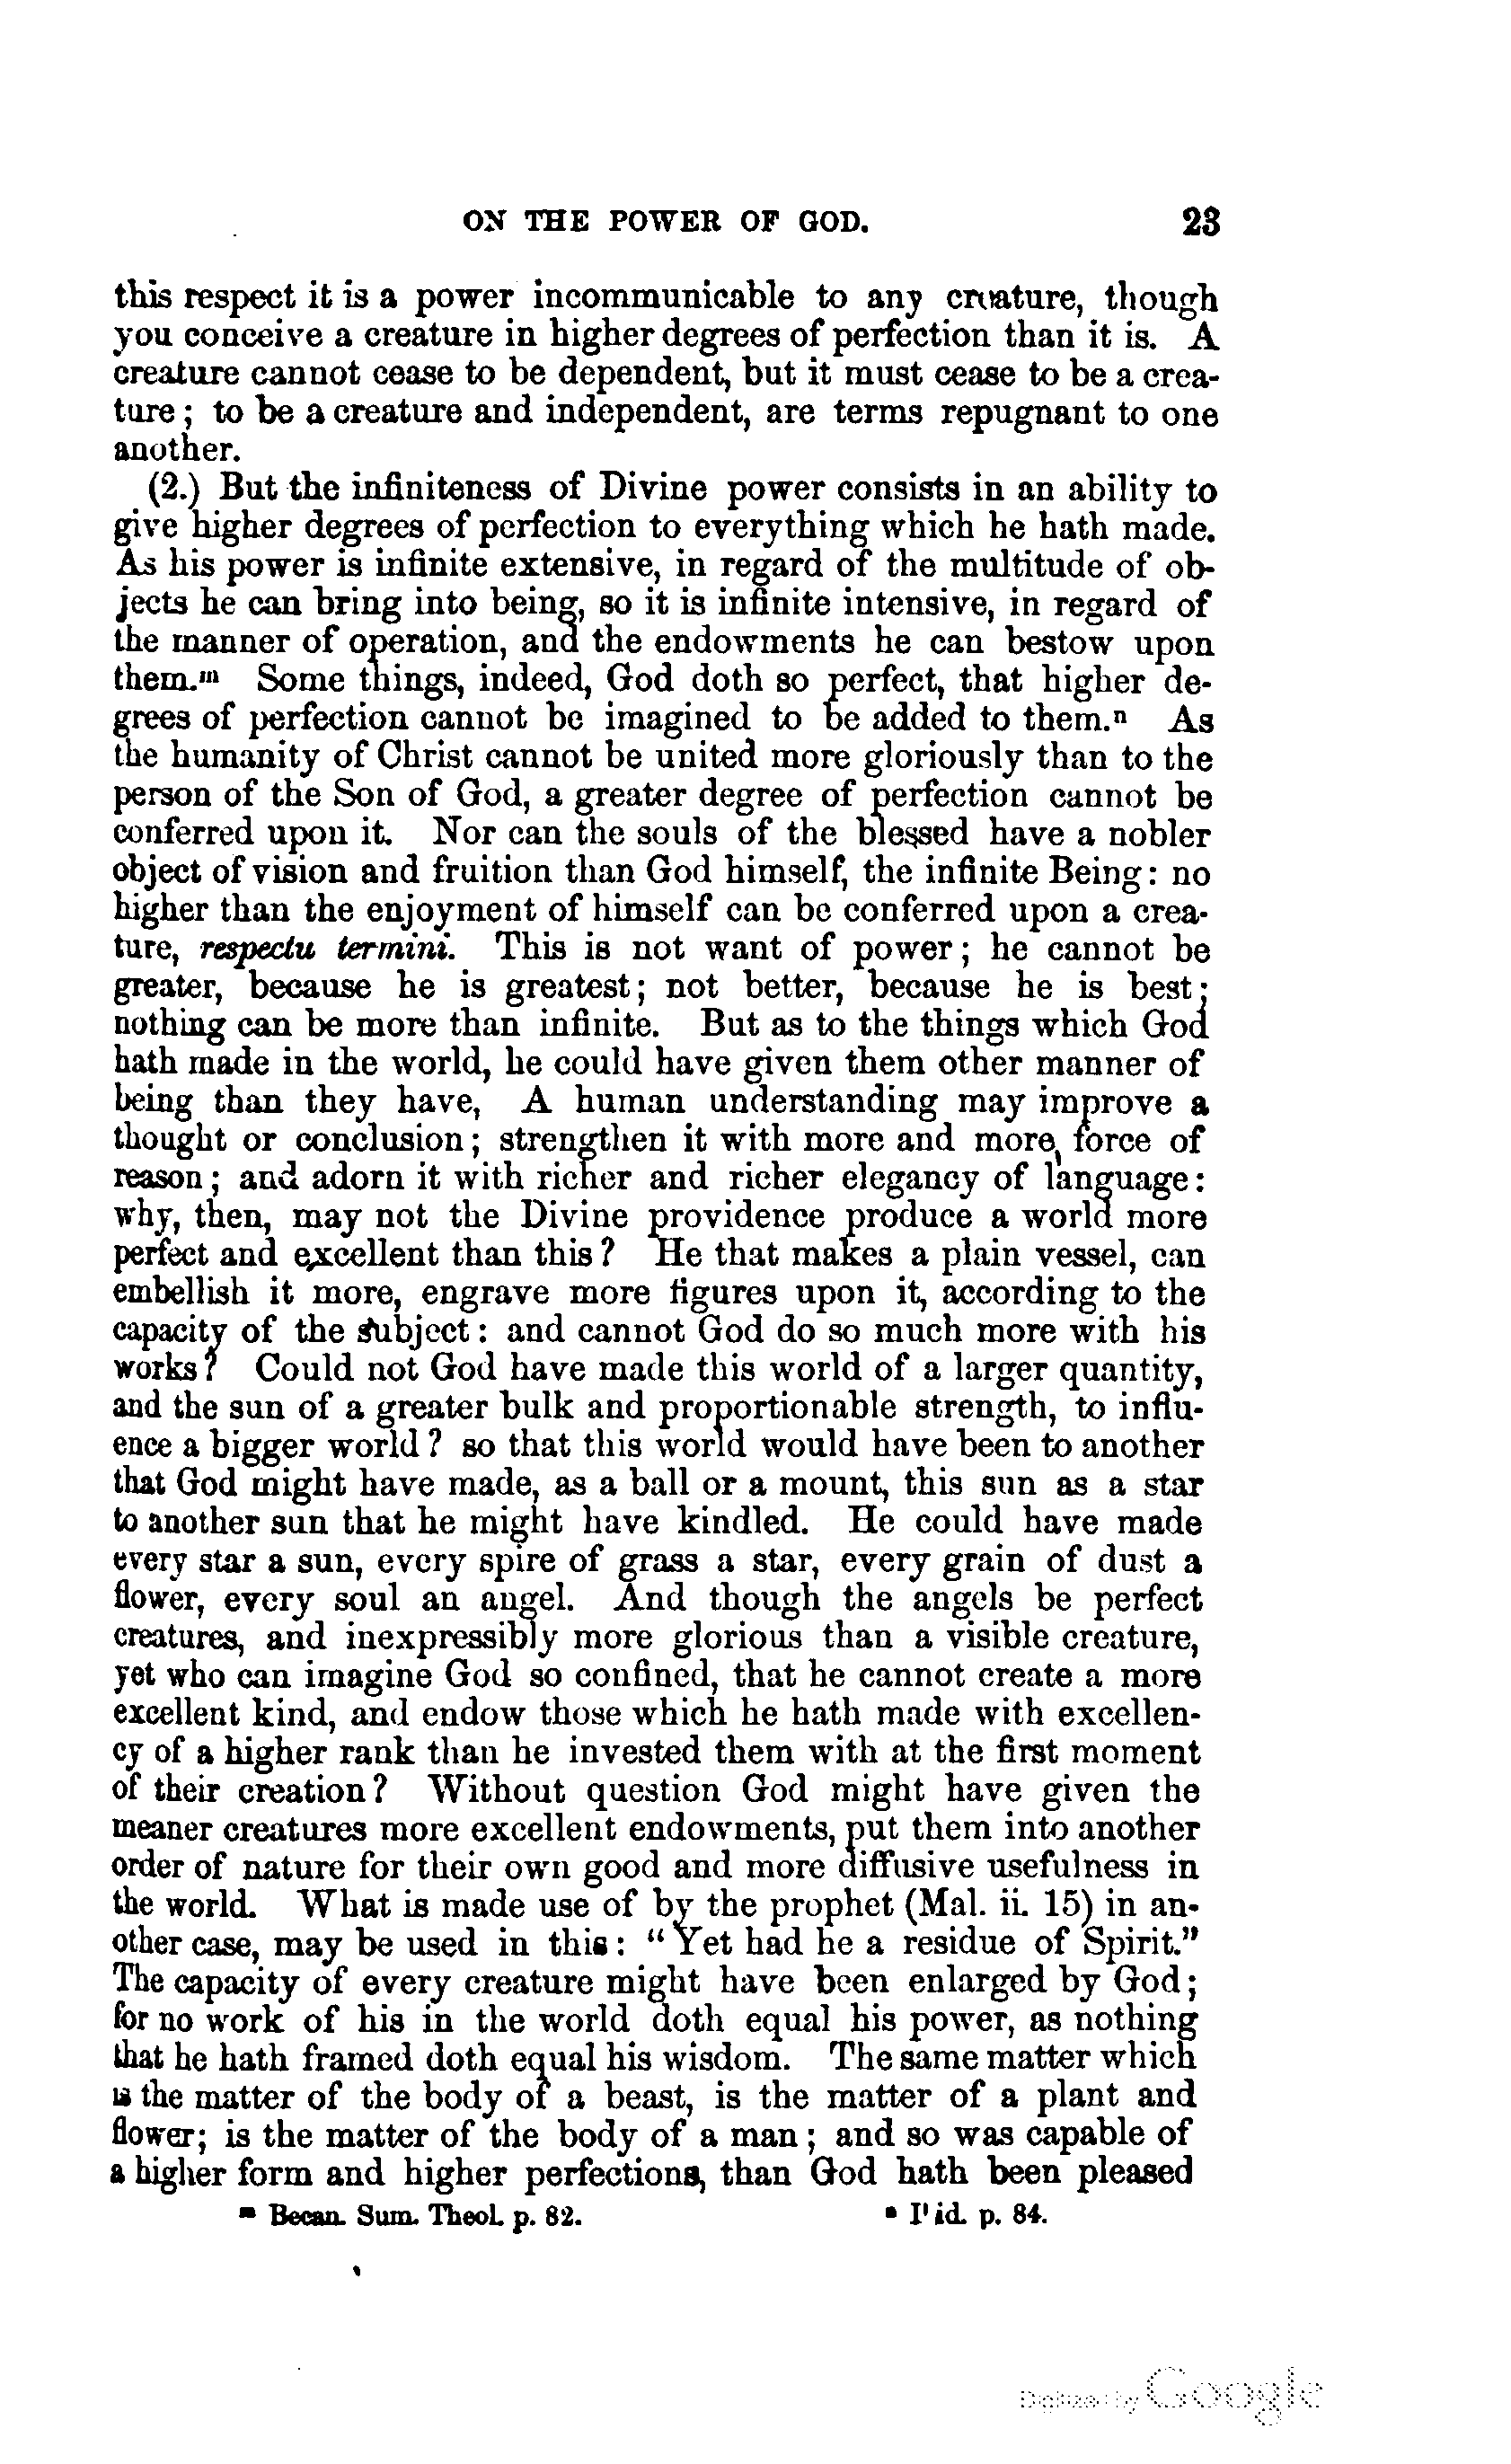 ON THE POWER OF GOD. 23
this respect it is a power incommunicable to any creature, though
you conceive a creature in higher degrees of perfection than it is. A
creature cannot cease to be dependent, but it must cease to be a crea-
ture; to be a creature and independent, are terms repugnant to one
another.
(2.) But the infiniteness of Divine power consists in an ability to
give higher degrees of perfection to everything which he hath made.
As his power is infinite extensive, in regard of the multitude of ob-
jects he can bring into being, so it is infinite intensive, in regard of
the manner of operation, and the endowments he can bestow upon
them.m Some things, indeed, God doth so perfect, that higher de-
grees of perfection cannot be imagined to be added to them.n As
the humanity of Christ cannot be united more gloriously than to the
person of the Son of God, a greater degree of perfection cannot be
conferred upon it. Nor can the souls of the blessed have a nobler
object of vision and fruition than God himself, the infinite Being: no
higher than the enjoyment of himself can be conferred upon a crea-
ture, respectu termini. This is not want of power; he cannot be
greater, because he is greatest; not better, because he is best;
nothing can be more than infinite. But as to the things which God
hath made in the world, he could have given them other manner of
being than they have, A human understanding may improve a
thought or conclusion; strengthen it with more and more force of
reason; and adorn it with richer and richer elegancy of language:
why, then, may not the Divine providence produce a world more
perfect and excellent than this? He that makes a plain vessel, can
embellish it more, engrave more figures upon it, according to the
capacity of the subject: and cannot God do so much more with his
works? Could not God have made this world of a larger quantity,
and the sun of a greater bulk and proportionable strength, to influ-
ence a bigger world? so that this world would have been to another
that God might have made, as a ball or a mount, this sun as a star
to another sun that he might have kindled. He could have made
every star a sun, every spire of grass a star, every grain of dust a
flower, every soul an angel. And though the angels be perfect
creatures, and inexpressibly more glorious than a visible creature,
yet who can imagine God so confined, that he cannot create a more
excellent kind, and endow those which he hath made with excellen-
cy of a higher rank than he invested them with at the first moment
of their creation? Without question God might have given the
meaner creatures more excellent endowments, put them into another
order of nature for their own good and more diffusive usefulness in
the world. What is made use of by the prophet (Mal. ii. 15) in an-
other case, may be used in this: "Yet had he a residue of Spirit."
The capacity of every creature might have been enlarged by God;
for no work of his in the world doth equal his power, as nothing
that he hath framed doth equal his wisdom. The same matter which
is the matter of the body of a beast, is the matter of a plant and
flower; is the matter of the body of a man; and so was capable of
a higher form and higher perfections, than God hath been pleased
m Becan. Sum. Theol. p. 82. n Ibid. p. 84.
Digitized by Google